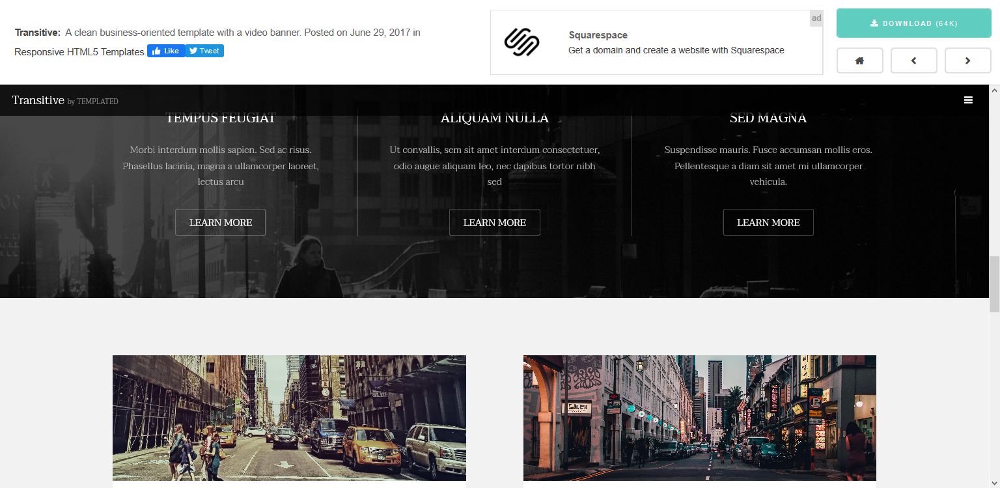 Transitive: A clean business-oriented template with a video banner. Posted on June 29, 2017 in
Responsive HTML5 Templates.
Like
Tweet
ad
Squarespace
Get a domain and create a website with Squarespace
DOWNLOAD (64K)
Transitive by TEMPLATED
TEMPUS FEUGIAT
Morbi interdum mollis sapien. Sed ac risus.
Phasellus lacinia, magna a ullamcorper laoreet,
lectus arcu
LEARN MORE
ALIQUAM NULLA
Ut convallis, sem sit amet interdum consectetuer,
odio augue aliquam leo, nec dapibus tortor nibh
sed
LEARN MORE
SED MAGNA
Suspendisse mauris. Fusce accumsan mollis eros.
Pellentesque a diam sit amet mi ullamcorper
vehicula.
LEARN MORE